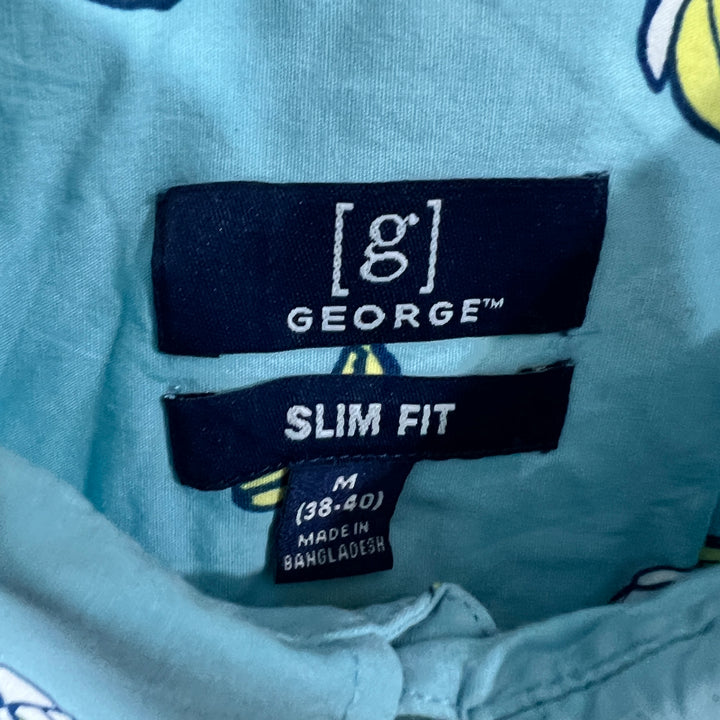 [g]
GEORGE™
SLIM FIT
M
(38-40)
MADE IN
BANGLADESH